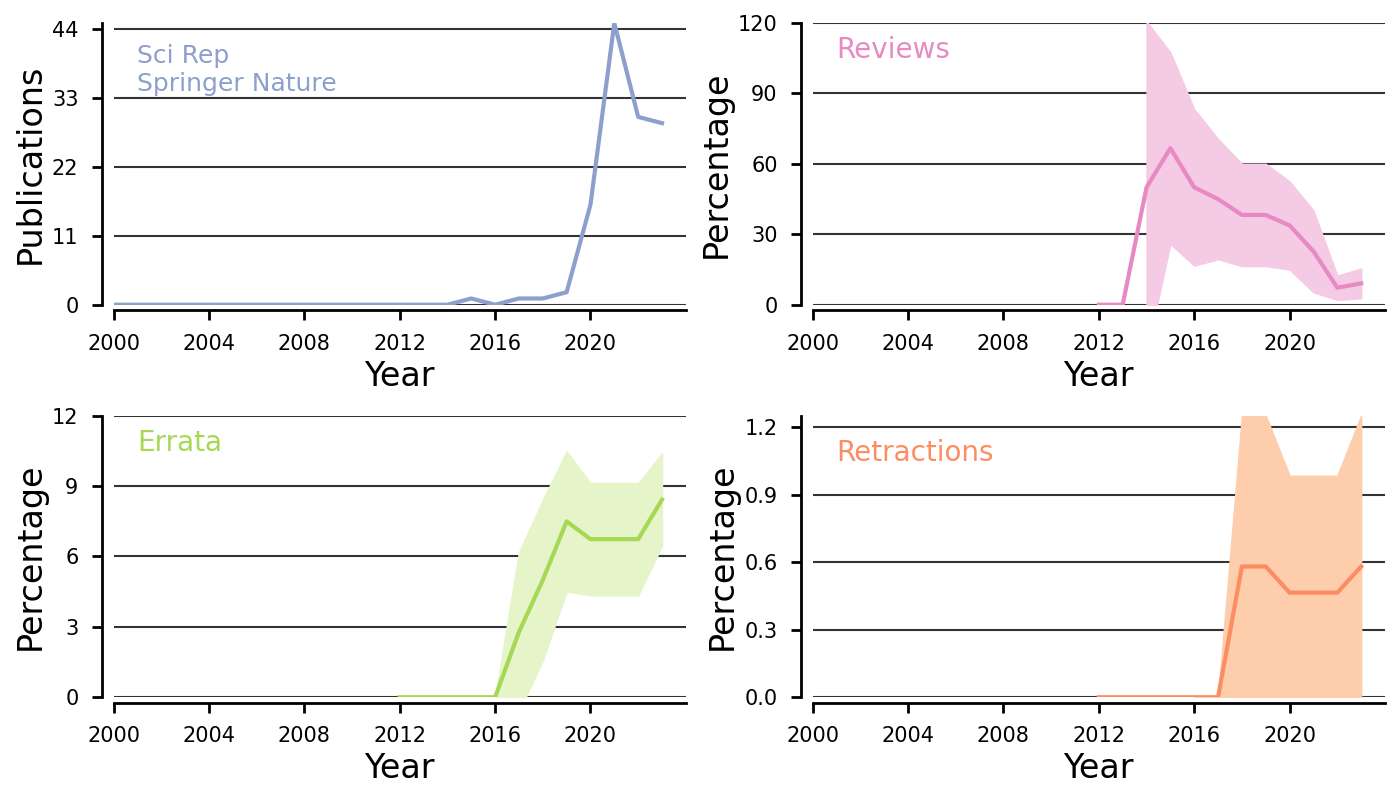 Publications
44
33
22
11
0
Sci Rep
Springer Nature
2000 2004 2008 2012 2016 2020
Year
Percentage
120
90
60
30
0
Reviews
2000 2004 2008 2012 2016 2020
Year
Percentage
12
9
6
3
0
Errata
2000 2004 2008 2012 2016 2020
Year
Percentage
1.2
0.9
0.6
0.3
0.0
Retractions
2000 2004 2008 2012 2016 2020
Year